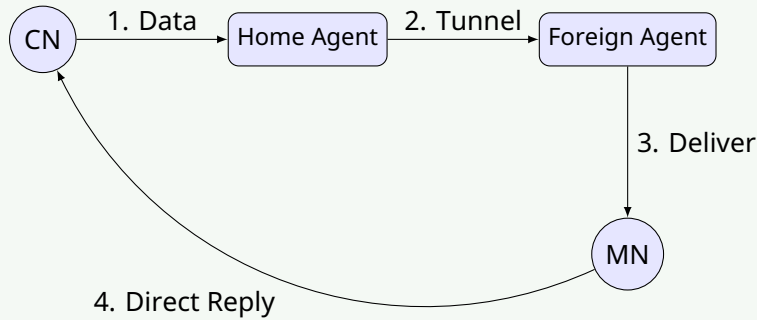 1. Data
2. Tunnel
CN
Home Agent
Foreign Agent
3. Deliver
MN
4. Direct Reply